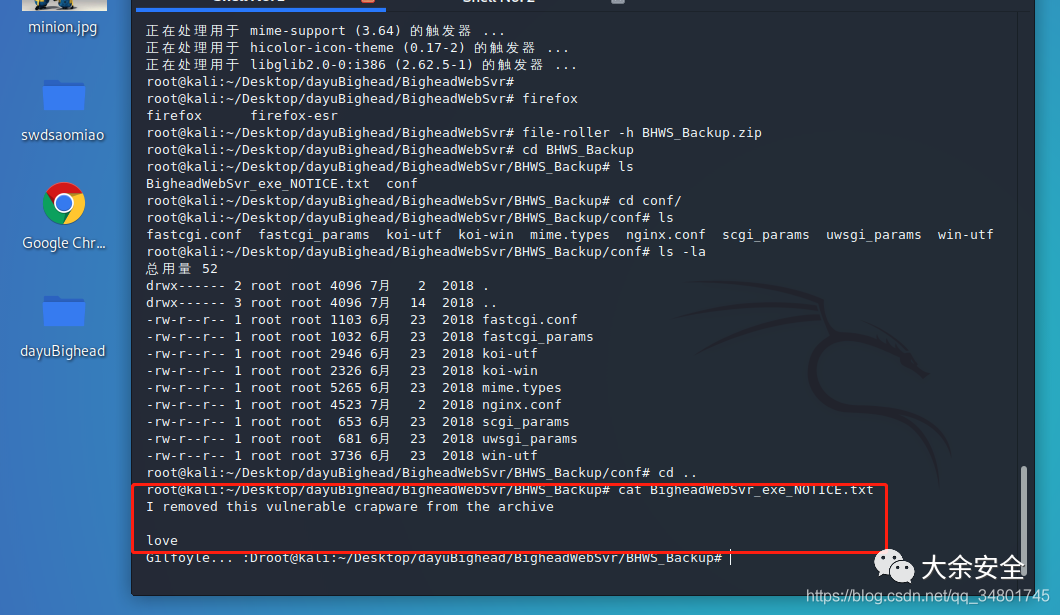 minion.jpg
swdsaomiao
Google Chr...
dayuBighead
正在处理用于 mime-support (3.64) 的触发器 ...
正在处理用于 hicolor-icon-theme (0.17-2) 的触发器 ...
正在处理用于 libglib2.0-0:i386 (2.62.5-1) 的触发器 ...
root@kali:~/Desktop/dayuBighead/BigheadWebSvr#
root@kali:~/Desktop/dayuBighead/BigheadWebSvr# firefox
firefox      firefox-esr
root@kali:~/Desktop/dayuBighead/BigheadWebSvr# file-roller -h BHWS_Backup.zip
root@kali:~/Desktop/dayuBighead/BigheadWebSvr# cd BHWS_Backup
root@kali:~/Desktop/dayuBighead/BigheadWebSvr/BHWS_Backup# ls
BigheadWebSvr_exe_NOTICE.txt  conf
root@kali:~/Desktop/dayuBighead/BigheadWebSvr/BHWS_Backup# cd conf/
root@kali:~/Desktop/dayuBighead/BigheadWebSvr/BHWS_Backup/conf# ls
fastcgi.conf  fastcgi_params  koi-utf  koi-win  mime.types  nginx.conf  scgi_params  uwsgi_params  win-utf
root@kali:~/Desktop/dayuBighead/BigheadWebSvr/BHWS_Backup/conf# ls -la
总用量 52
drwx------ 2 root root 4096 7月   2  2018 .
drwx------ 3 root root 4096 7月  14  2018 ..
-rw-r--r-- 1 root root 1103 6月  23  2018 fastcgi.conf
-rw-r--r-- 1 root root 1032 6月  23  2018 fastcgi_params
-rw-r--r-- 1 root root 2946 6月  23  2018 koi-utf
-rw-r--r-- 1 root root 2326 6月  23  2018 koi-win
-rw-r--r-- 1 root root 5265 6月  23  2018 mime.types
-rw-r--r-- 1 root root 4523 7月   2  2018 nginx.conf
-rw-r--r-- 1 root root  653 6月  23  2018 scgi_params
-rw-r--r-- 1 root root  681 6月  23  2018 uwsgi_params
-rw-r--r-- 1 root root 3736 6月  23  2018 win-utf
root@kali:~/Desktop/dayuBighead/BigheadWebSvr/BHWS_Backup/conf# cd ..
root@kali:~/Desktop/dayuBighead/BigheadWebSvr/BHWS_Backup# cat BigheadWebSvr_exe_NOTICE.txt
I removed this vulnerable crapware from the archive
love
Gilfoyle... :Droot@kali:~/Desktop/dayuBighead/BigheadWebSvr/BHWS_Backup#
大余安全
https://blog.csdn.net/qq_34801745